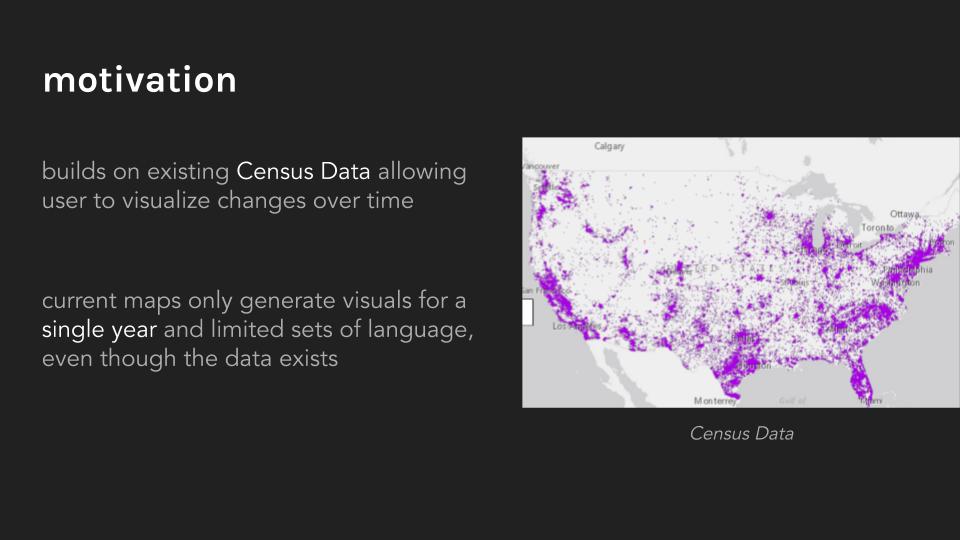 motivation
builds on existing Census Data allowing
user to visualize changes over time
current maps only generate visuals for a
single year and limited sets of language,
even though the data exists
Calgary
Vancouver
Ottawa
Toronto
Philadelphia
Washington
Los Angeles
Houston
Monterrey
Gulf of
Miami
Census Data